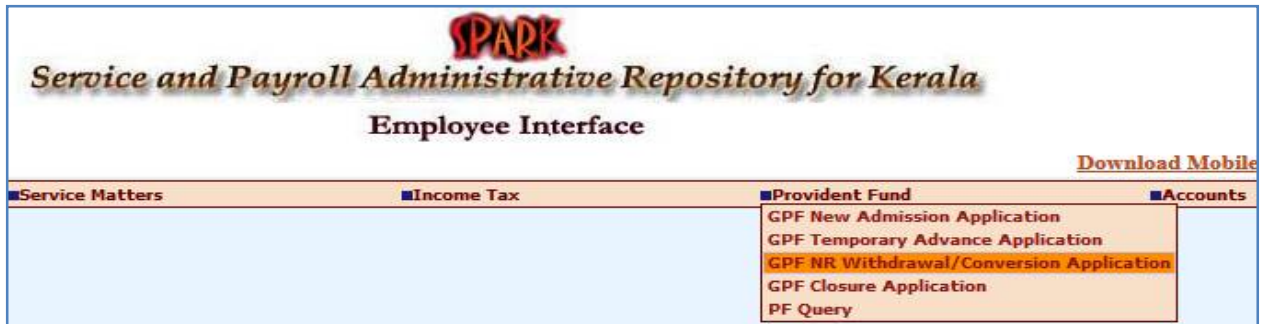 SPARK
Service and Payroll Administrative Repository for Kerala
Employee Interface
Download Mobile
Service Matters Income Tax Provident Fund Accounts
GPF New Admission Application
GPF Temporary Advance Application
GPF NR Withdrawal/Conversion Application
GPF Closure Application
PF Query